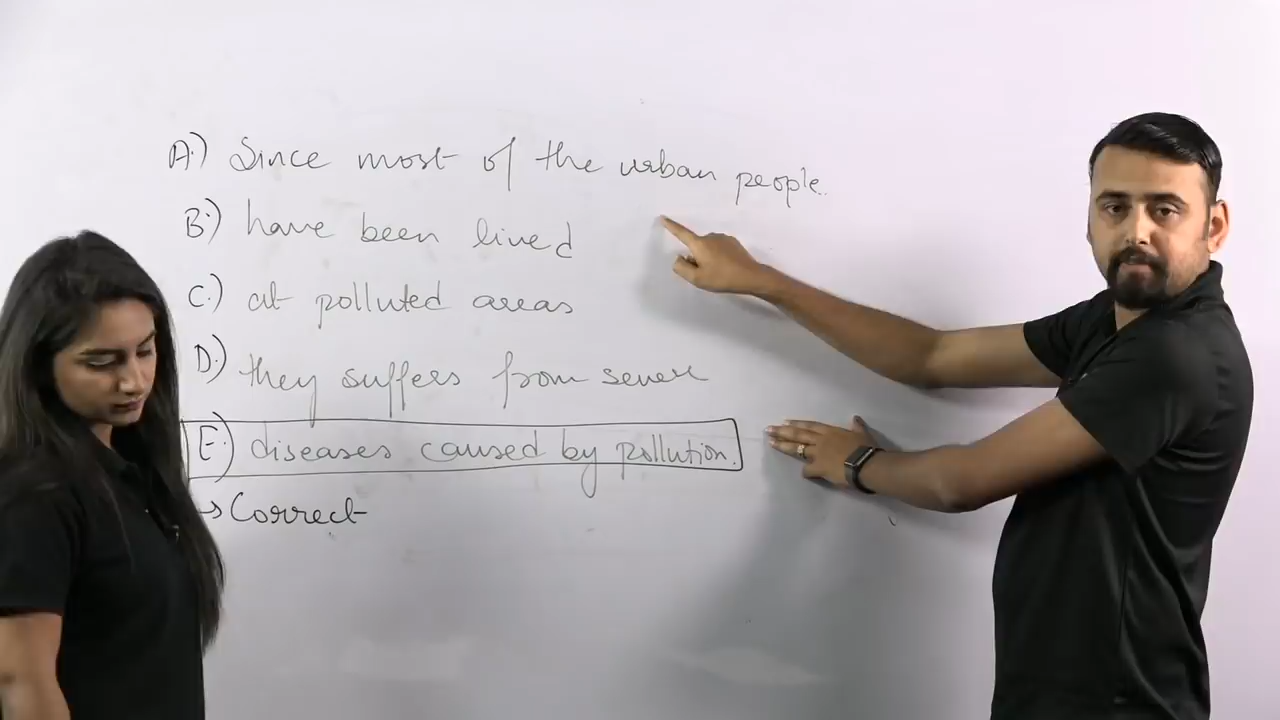 A.) Since most of the urban people.
B.) have been lived
C.) at polluted areas
D.) they suffers from severe
E.) diseases caused by pollution.
→ Correct